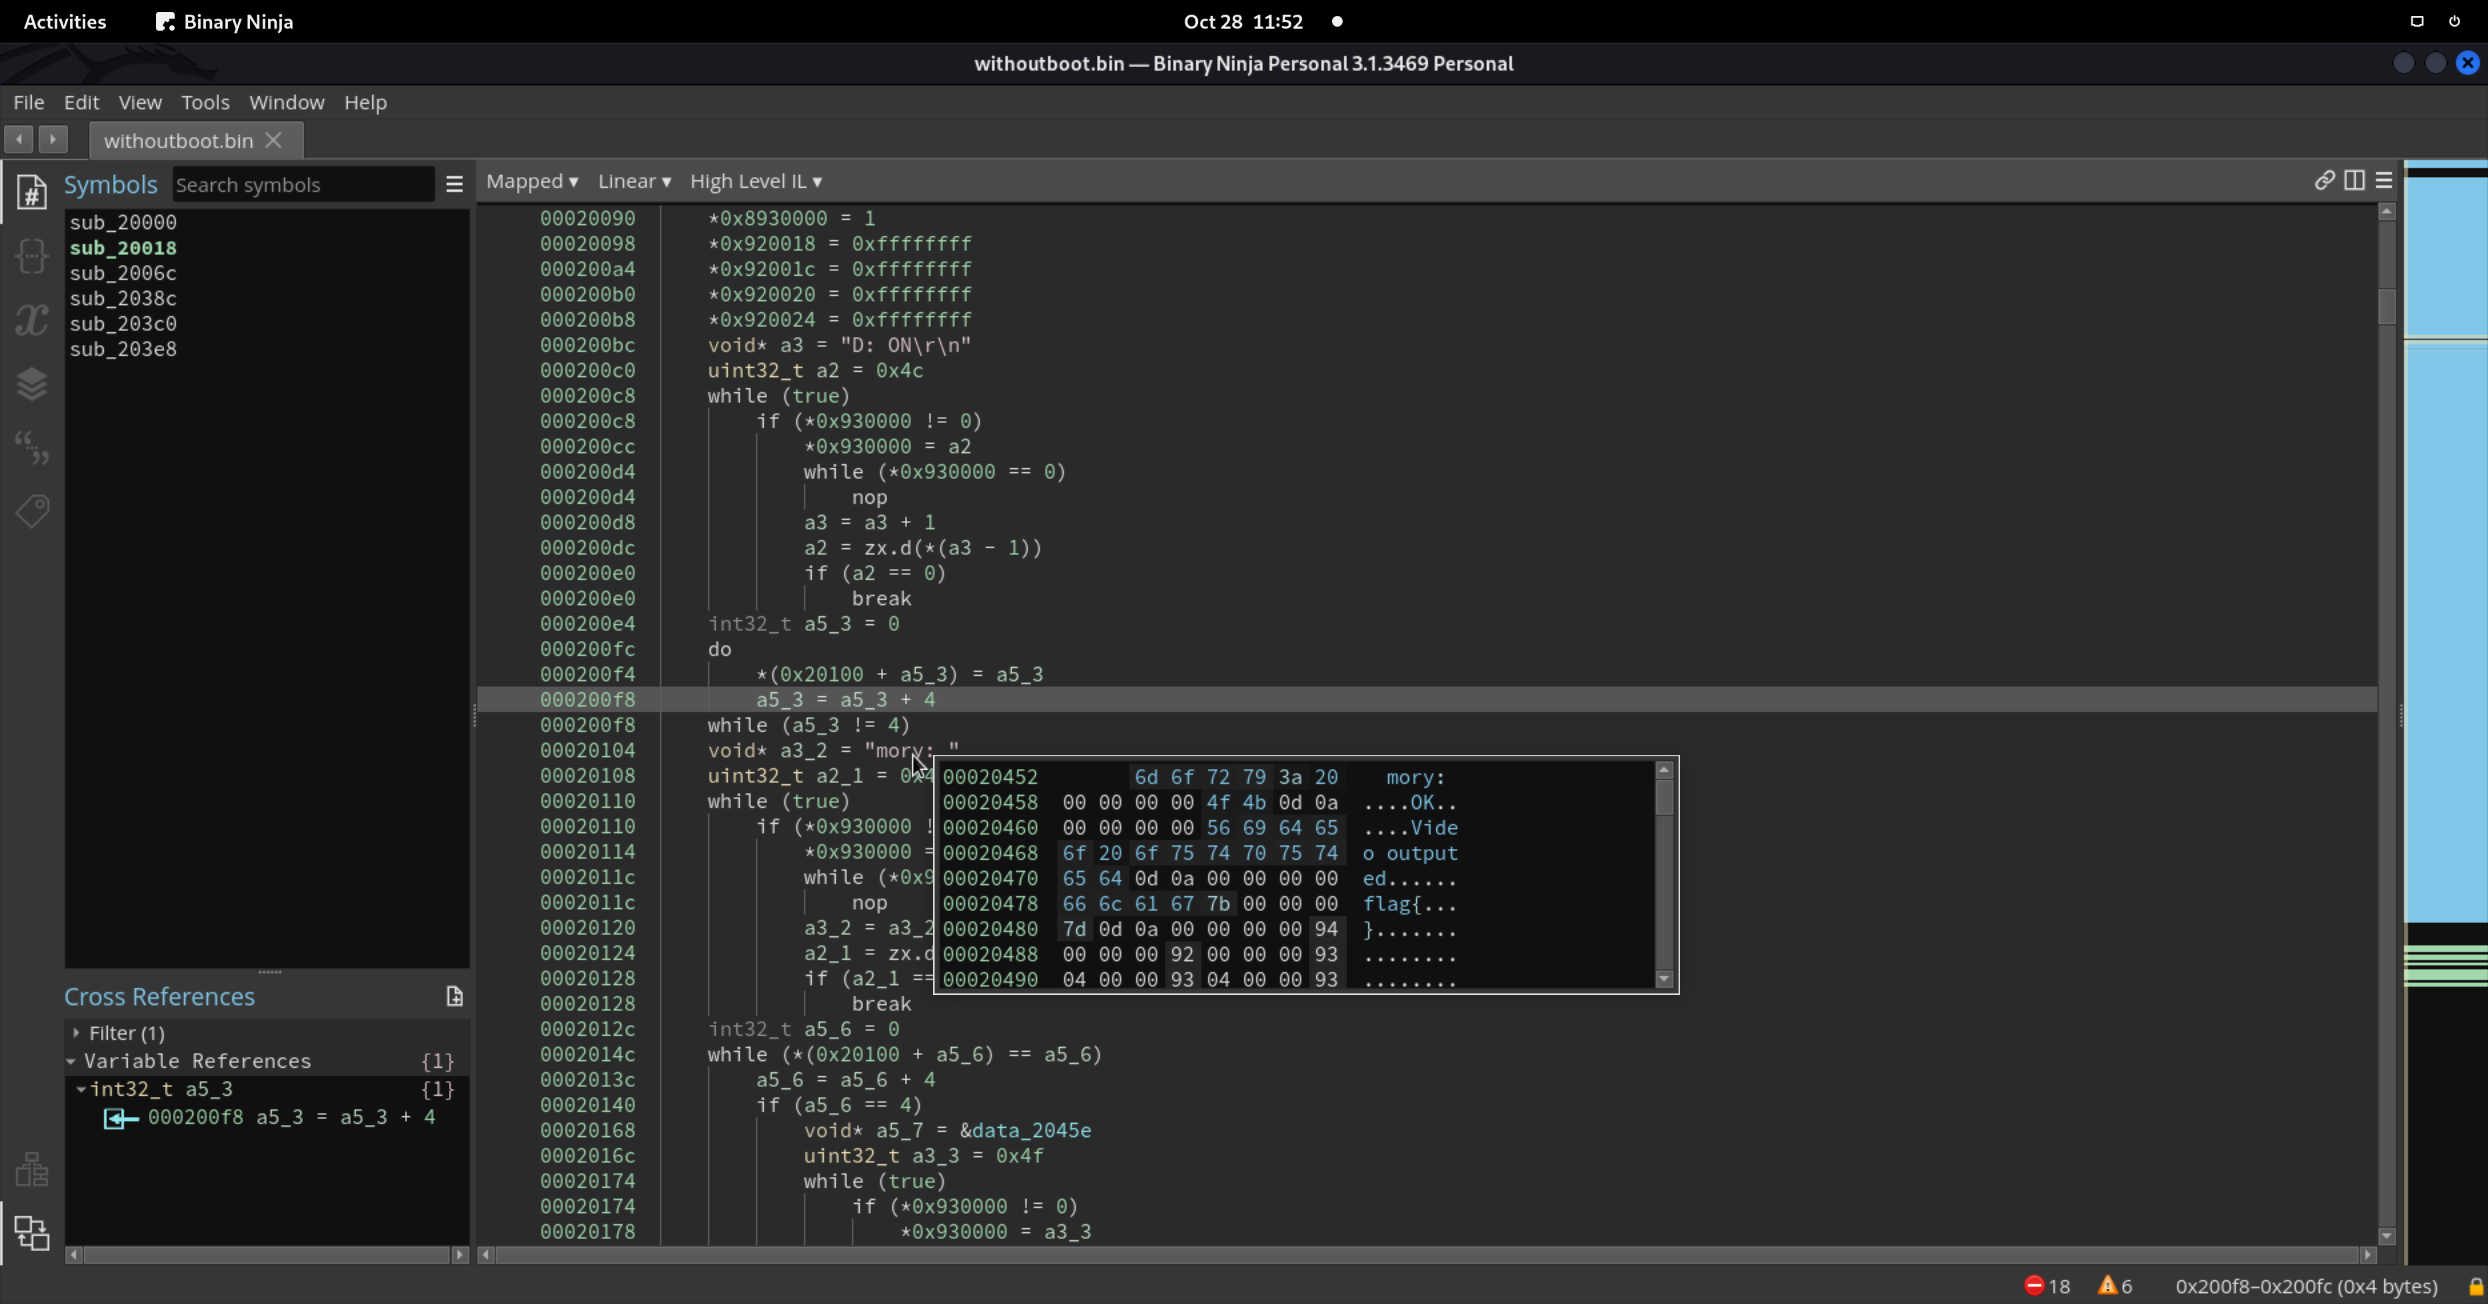 Activities Binary Ninja Oct 28 11:52
withoutboot.bin — Binary Ninja Personal 3.1.3469 Personal
File Edit View Tools Window Help
withoutboot.bin
Symbols Search symbols
sub_20000
sub_20018
sub_2006c
sub_2038c
sub_203c0
sub_203e8
Cross References
Filter (1)
Variable References {1}
int32_t a5_3 {1}
000200f8 a5_3 = a5_3 + 4
Mapped▾ Linear▾ High Level IL▾
00020090 *0x8930000 = 1
00020098 *0x920018 = 0xffffffff
000200a4 *0x92001c = 0xffffffff
000200b0 *0x920020 = 0xffffffff
000200b8 *0x920024 = 0xffffffff
000200bc void* a3 = "D: ON\r\n"
000200c0 uint32_t a2 = 0x4c
000200c8 while (true)
000200c8 if (*0x930000 != 0)
000200cc *0x930000 = a2
000200d4 while (*0x930000 == 0)
000200d4 nop
000200d8 a3 = a3 + 1
000200dc a2 = zx.d(*(a3 - 1))
000200e0 if (a2 == 0)
000200e0 break
000200e4 int32_t a5_3 = 0
000200fc do
000200f4 *(0x20100 + a5_3) = a5_3
000200f8 a5_3 = a5_3 + 4
000200f8 while (a5_3 != 4)
00020104 void* a3_2 = "mory: "
00020108 uint32_t a2_1 = 0x4
00020110 while (true)
00020110 if (*0x930000 !
00020114 *0x930000 =
0002011c while (*0x9
0002011c nop
00020120 a3_2 = a3_2
00020124 a2_1 = zx.d
00020128 if (a2_1 ==
00020128 break
0002012c int32_t a5_6 = 0
0002014c while (*(0x20100 + a5_6) == a5_6)
0002013c a5_6 = a5_6 + 4
00020140 if (a5_6 == 4)
00020168 void* a5_7 = &data_2045e
0002016c uint32_t a3_3 = 0x4f
00020174 while (true)
00020174 if (*0x930000 != 0)
00020178 *0x930000 = a3_3
00020452 6d 6f 72 79 3a 20 mory:
00020458 00 00 00 00 4f 4b 0d 0a ....OK..
00020460 00 00 00 00 56 69 64 65 ....Vide
00020468 6f 20 6f 75 74 70 75 74 o output
00020470 65 64 0d 0a 00 00 00 00 ed......
00020478 66 6c 61 67 7b 00 00 00 flag{...
00020480 7d 0d 0a 00 00 00 00 94 }.......
00020488 00 00 00 92 00 00 00 93 ........
00020490 04 00 00 93 04 00 00 93 ........
18 6 0x200f8–0x200fc (0x4 bytes)